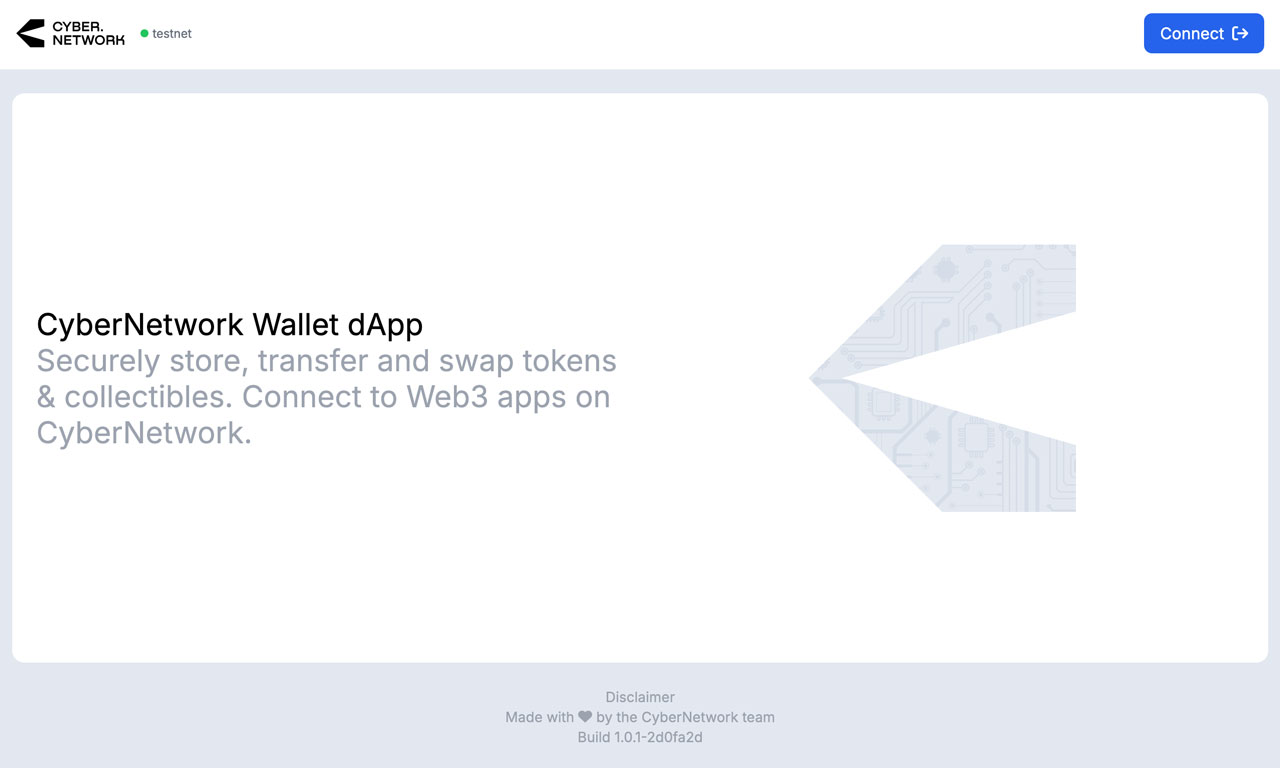 CYBER.
NETWORK
testnet
Connect
CyberNetwork Wallet dApp
Securely store, transfer and swap tokens
& collectibles. Connect to Web3 apps on
CyberNetwork.
Disclaimer
Made with ❤ by the CyberNetwork team
Build 1.0.1-2d0fa2d